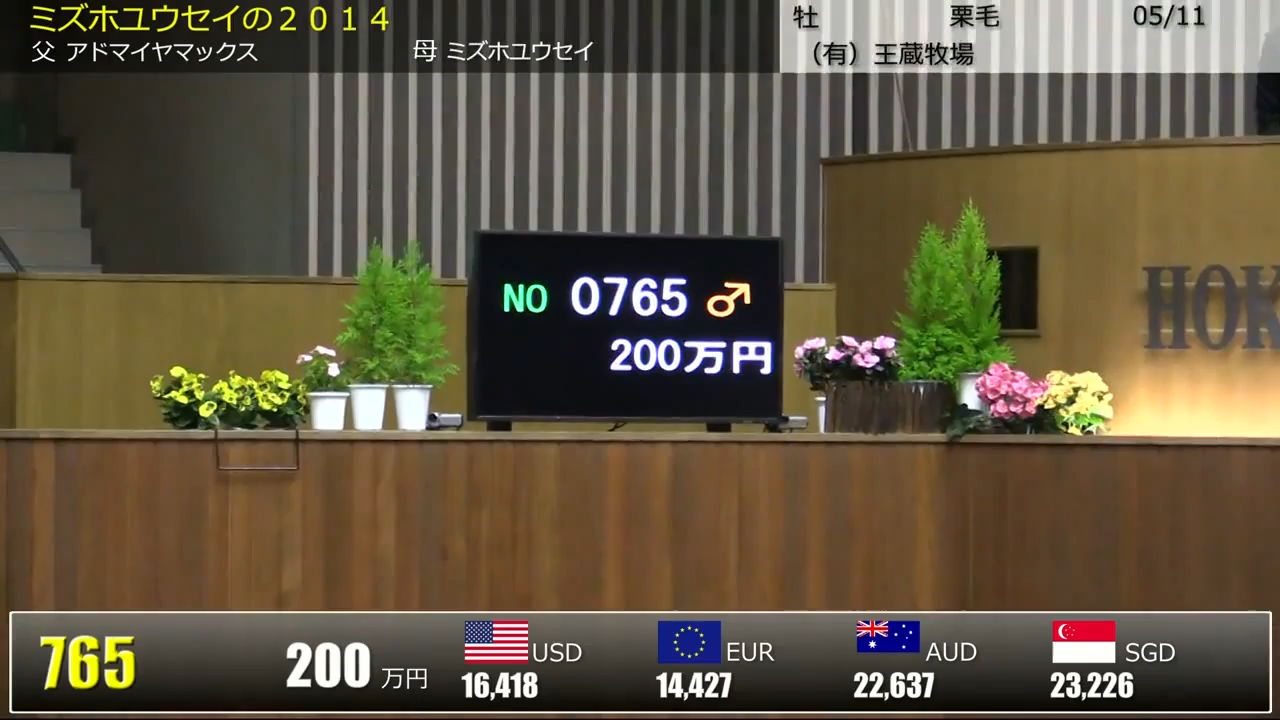 ミズホユウセイの２０１４
父 アドマイヤマックス 母 ミズホユウセイ
牡 栗毛 05/11
（有）王蔵牧場
NO 0765 ♂
200万円
HOK
765 200 万円
USD 16,418
EUR 14,427
AUD 22,637
SGD 23,226